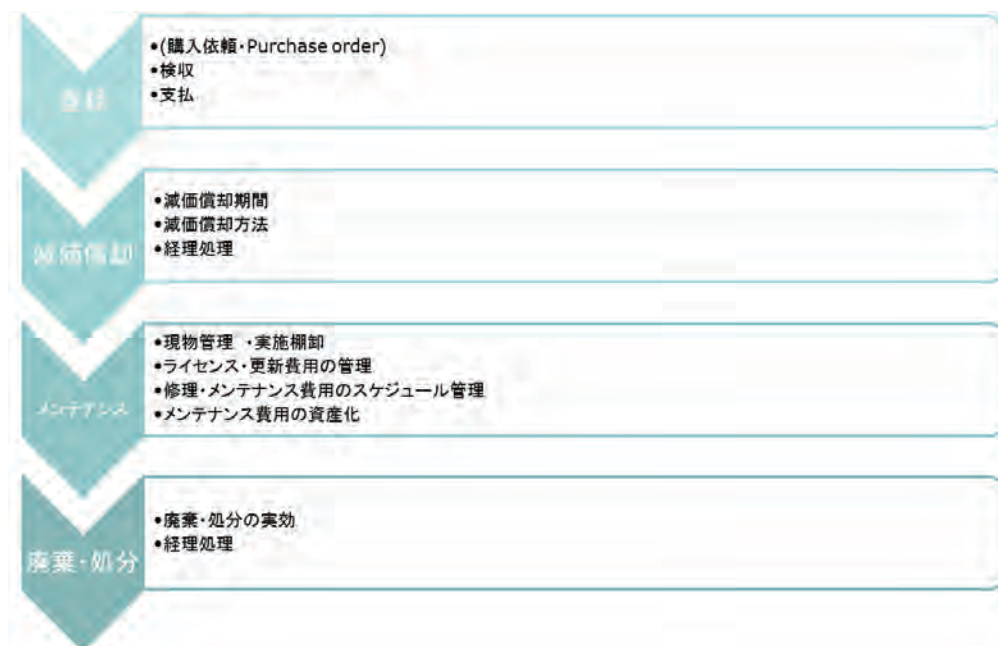 •(購入依頼・Purchase order)
•検収
•支払
登録
•減価償却期間
•減価償却方法
•経理処理
減価償却
•現物管理 ・実施棚卸
•ライセンス・更新費用の管理
•修理・メンテナンス費用のスケジュール管理
•メンテナンス費用の資産化
メンテナンス
•廃棄・処分の実効
•経理処理
廃棄・処分